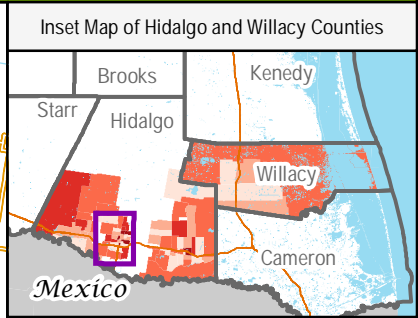 Inset Map of Hidalgo and Willacy Counties
Brooks
Kenedy
Starr
Hidalgo
Willacy
Cameron
Mexico